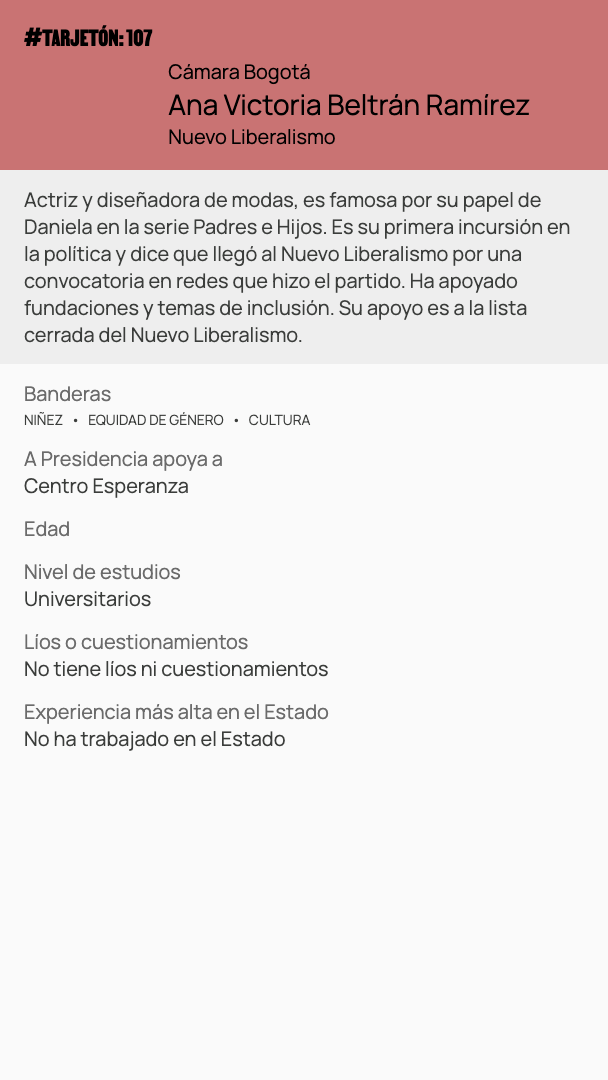 #TARJETÓN: 107
Cámara Bogotá
Ana Victoria Beltrán Ramírez
Nuevo Liberalismo
Actriz y diseñadora de modas, es famosa por su papel de
Daniela en la serie Padres e Hijos. Es su primera incursión en
la política y dice que llegó al Nuevo Liberalismo por una
convocatoria en redes que hizo el partido. Ha apoyado
fundaciones y temas de inclusión. Su apoyo es a la lista
cerrada del Nuevo Liberalismo.
Banderas
NIÑEZ • EQUIDAD DE GÉNERO • CULTURA
A Presidencia apoya a
Centro Esperanza
Edad
Nivel de estudios
Universitarios
Líos o cuestionamientos
No tiene líos ni cuestionamientos
Experiencia más alta en el Estado
No ha trabajado en el Estado